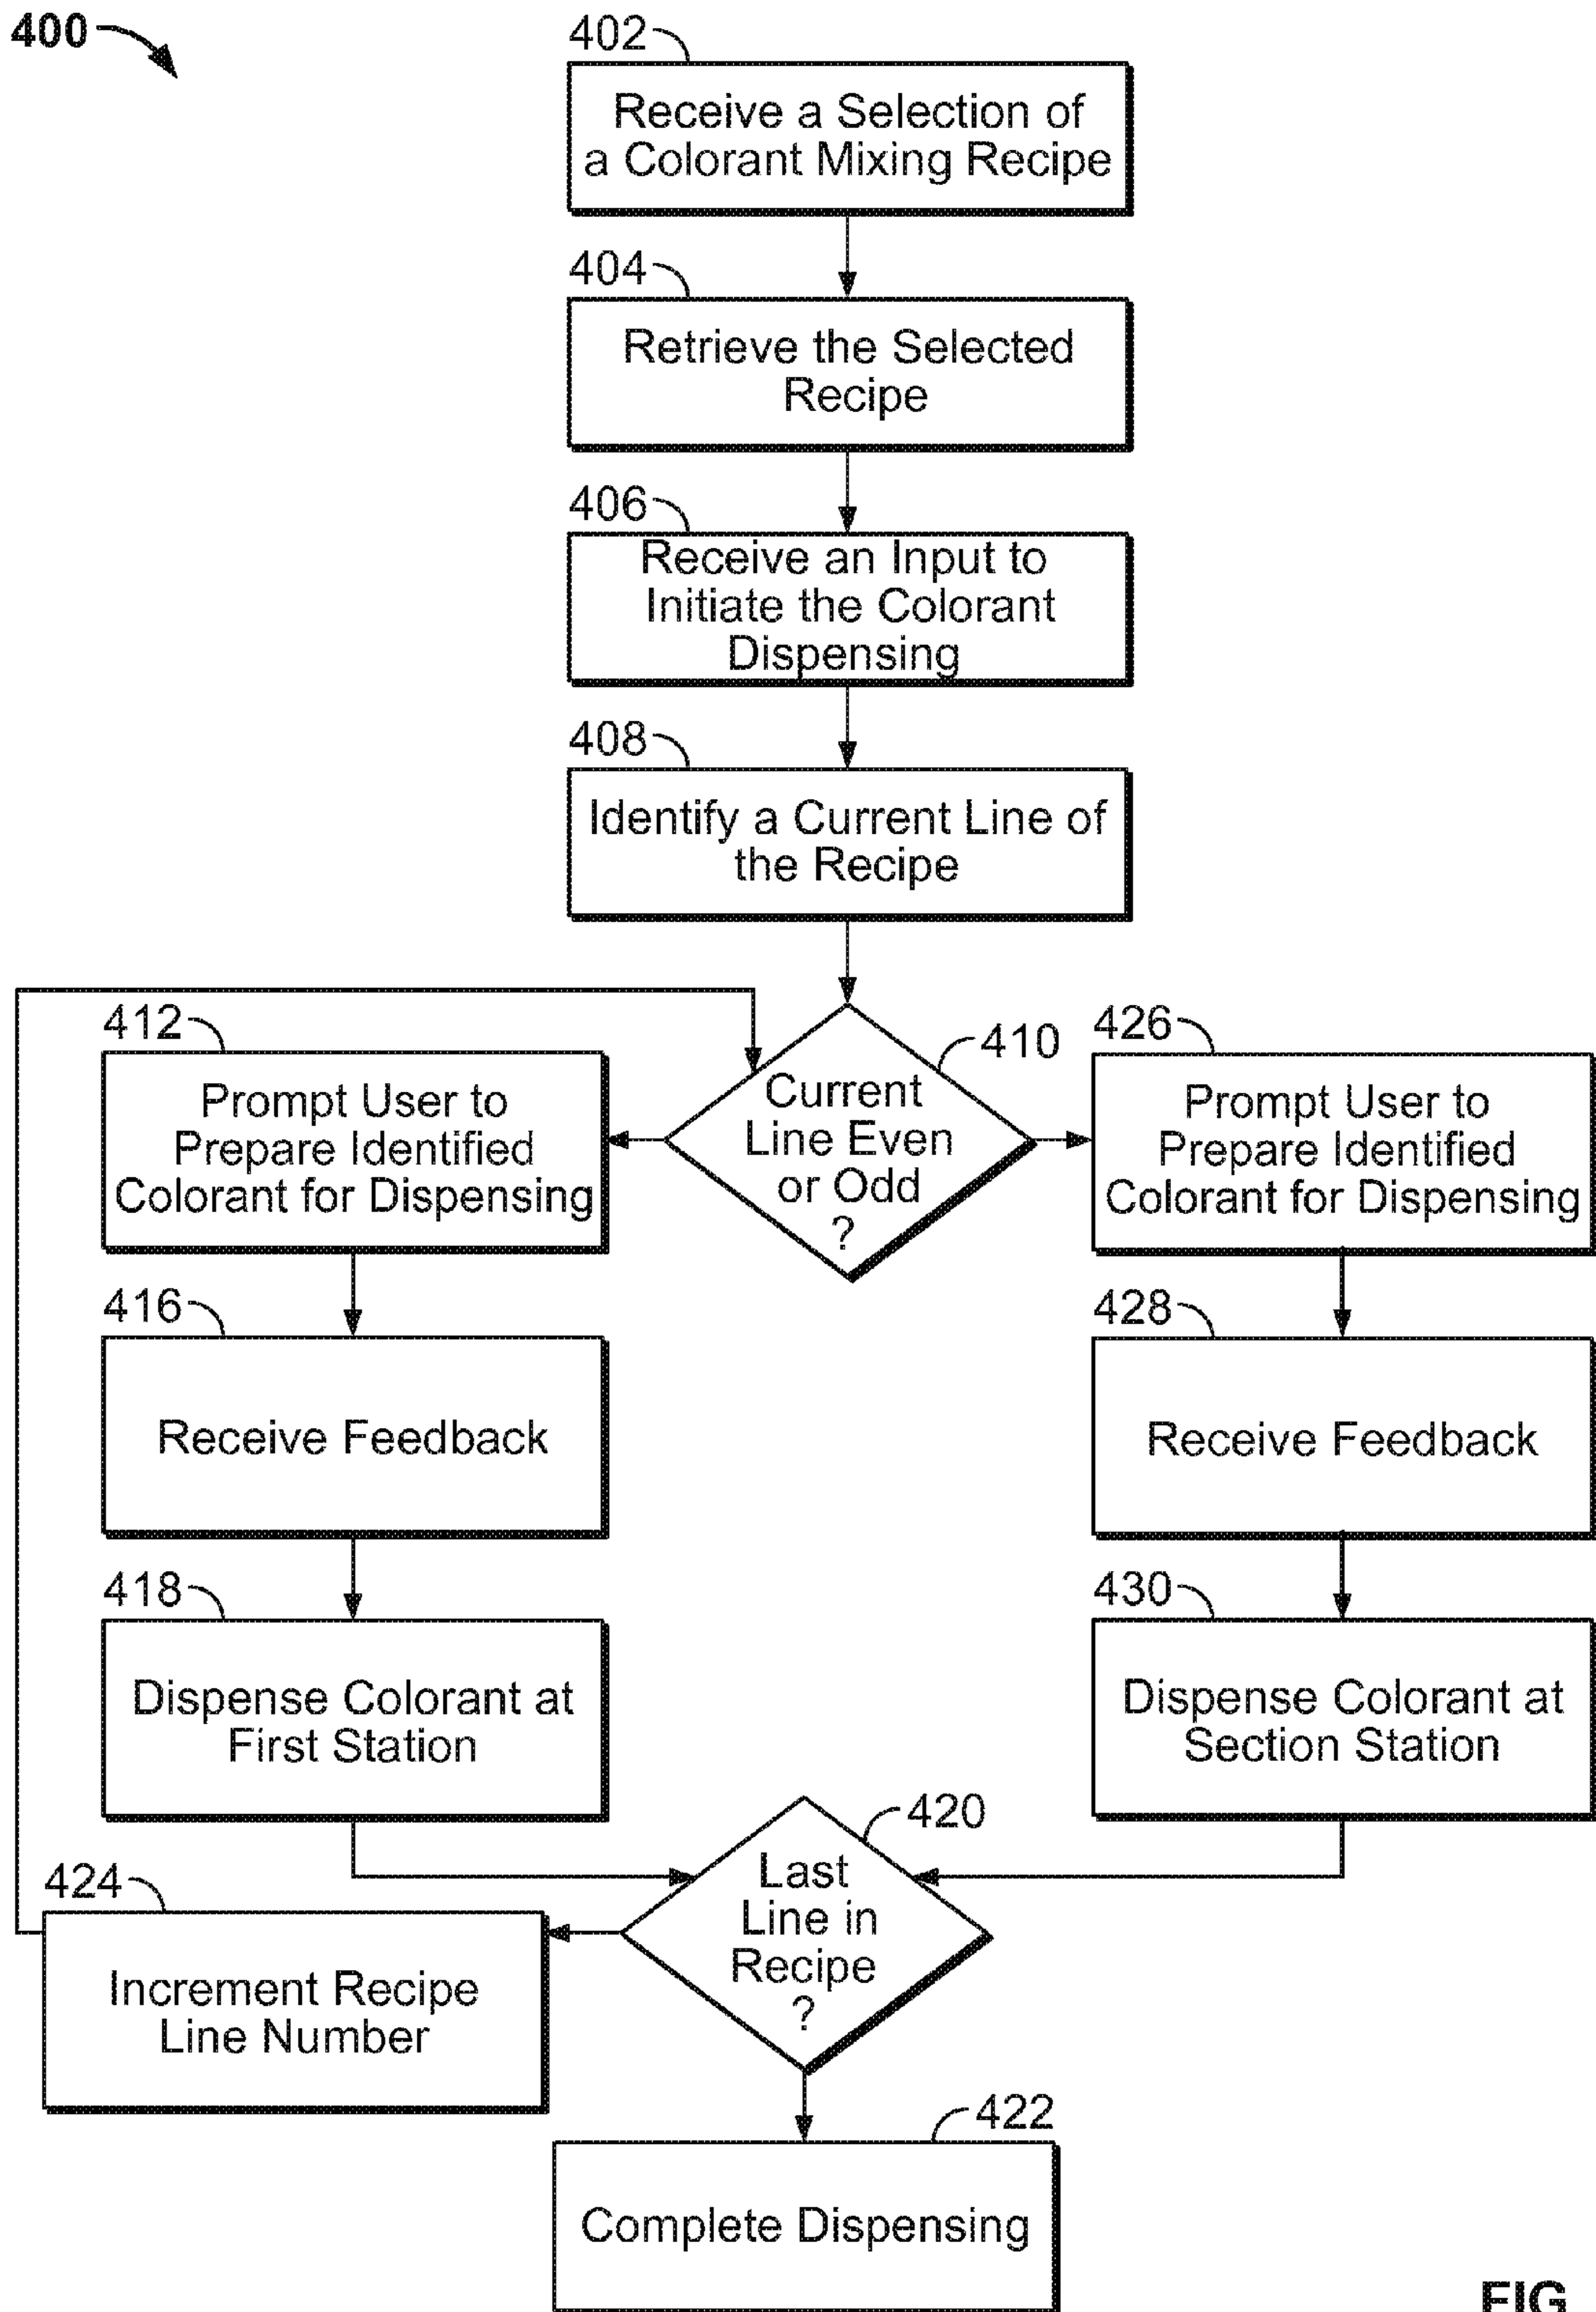 400
402
Receive a Selection of
a Colorant Mixing Recipe
404
Retrieve the Selected
Recipe
406
Receive an Input to
Initiate the Colorant
Dispensing
408
Identify a Current Line of
the Recipe
410
Current
Line Even
or Odd
?
412
Prompt User to
Prepare Identified
Colorant for Dispensing
416
Receive Feedback
418
Dispense Colorant at
First Station
426
Prompt User to
Prepare Identified
Colorant for Dispensing
428
Receive Feedback
430
Dispense Colorant at
Section Station
420
Last
Line in
Recipe
?
424
Increment Recipe
Line Number
422
Complete Dispensing
FIG